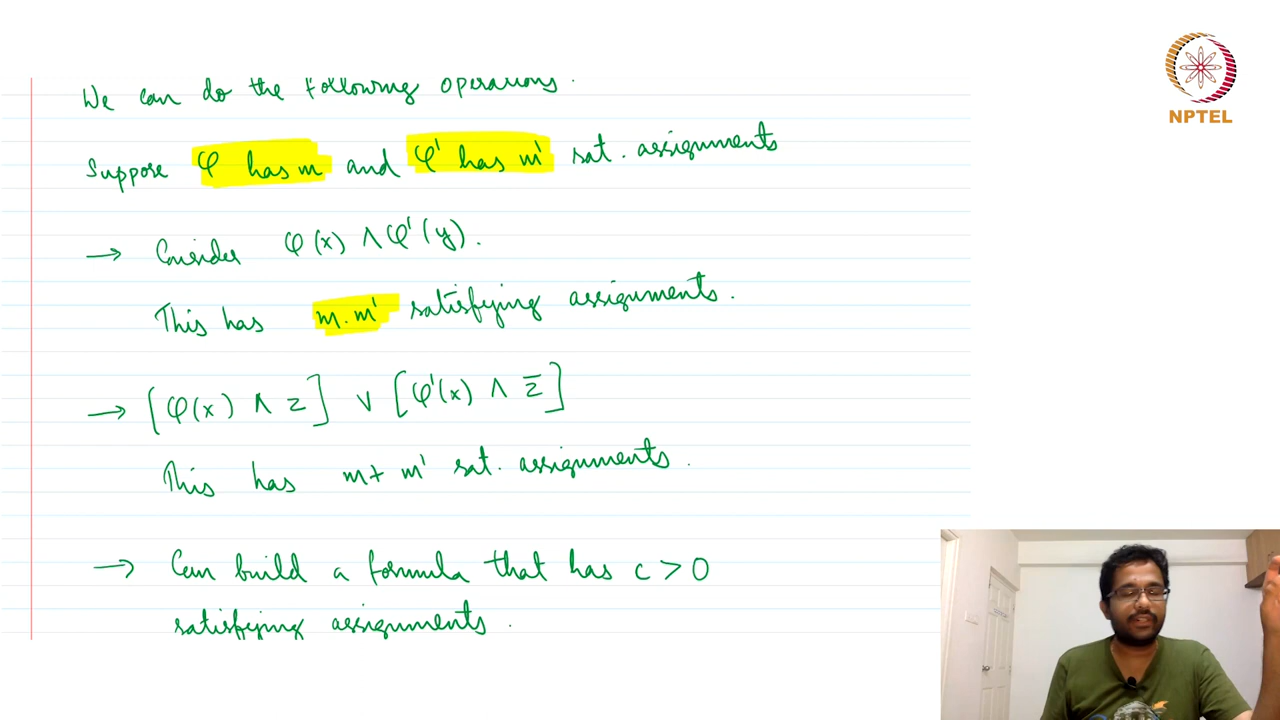 We can do the following operations.
NPTEL
Suppose φ has m and φ' has m' sat. assignments
→ Consider φ(x) ∧ φ'(y).
This has m.m' satisfying assignments.
→ [φ(x) ∧ z] ∨ [φ'(x) ∧ z̅]
This has m+m' sat. assignments.
→ Can build a formula that has c > 0
satisfying assignments.